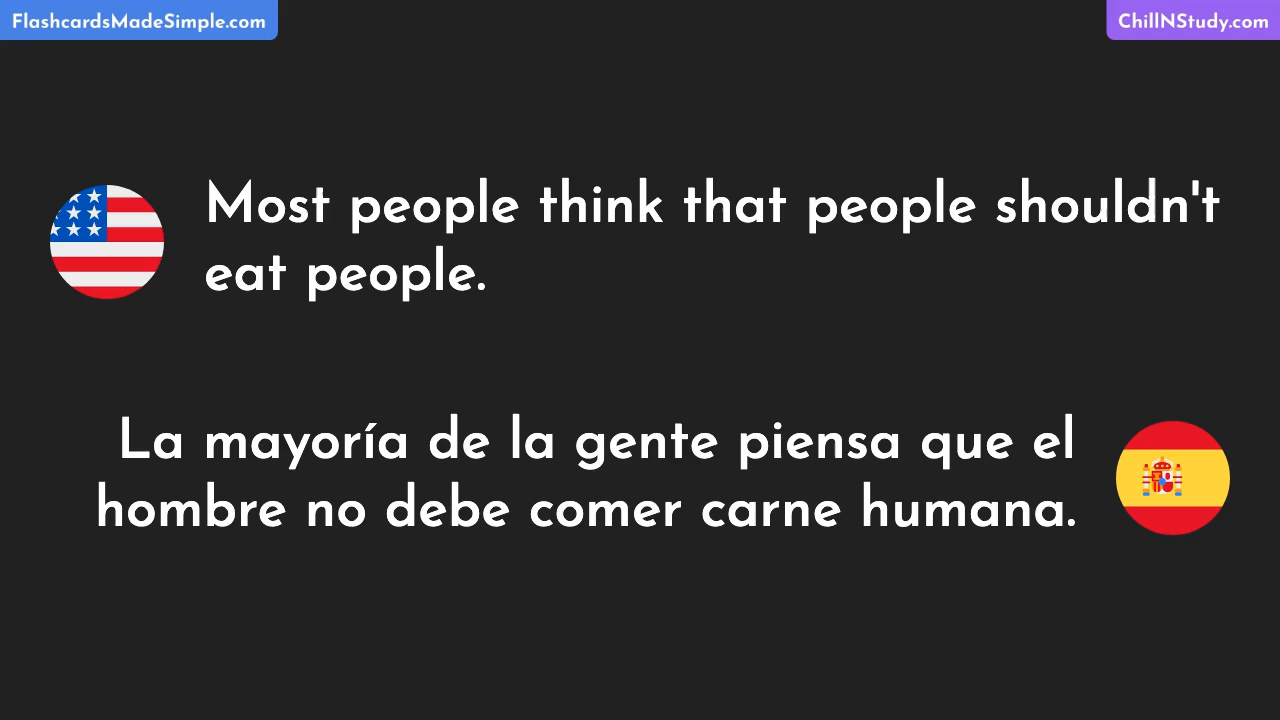 FlashcardsMadeSimple.com
ChillNStudy.com
Most people think that people shouldn't
eat people.
La mayoría de la gente piensa que el
hombre no debe comer carne humana.